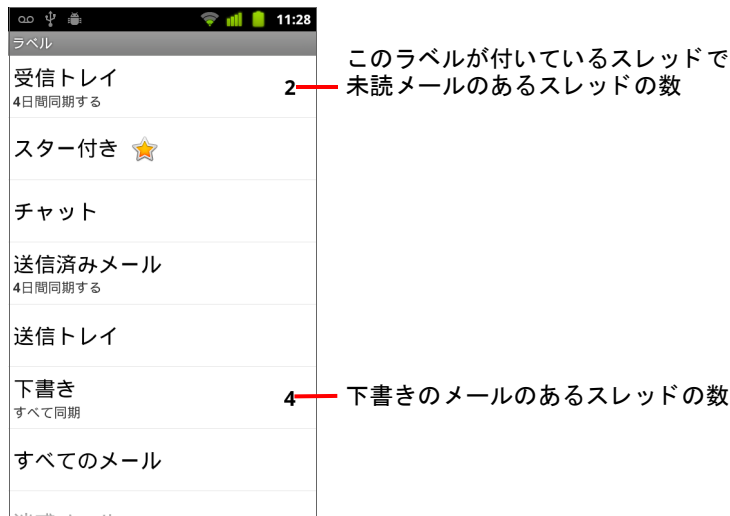 11:28
ラベル
受信トレイ
4日間同期する
2
このラベルが付いているスレッドで
未読メールのあるスレッドの数
スター付き
チャット
送信済みメール
4日間同期する
送信トレイ
下書き
すべて同期
4
下書きのメールのあるスレッドの数
すべてのメール